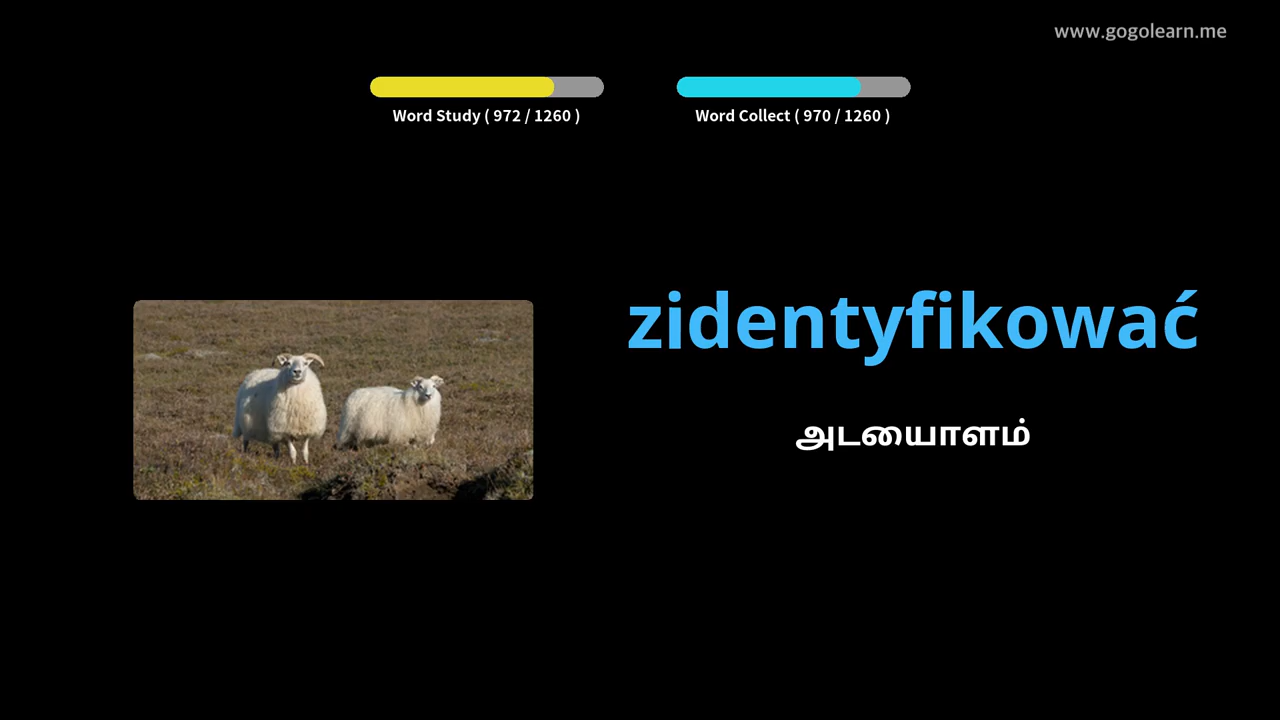 www.gogolearn.me
Word Study ( 972 / 1260 )
Word Collect ( 970 / 1260 )
zidentyfikować
அடையாளம்